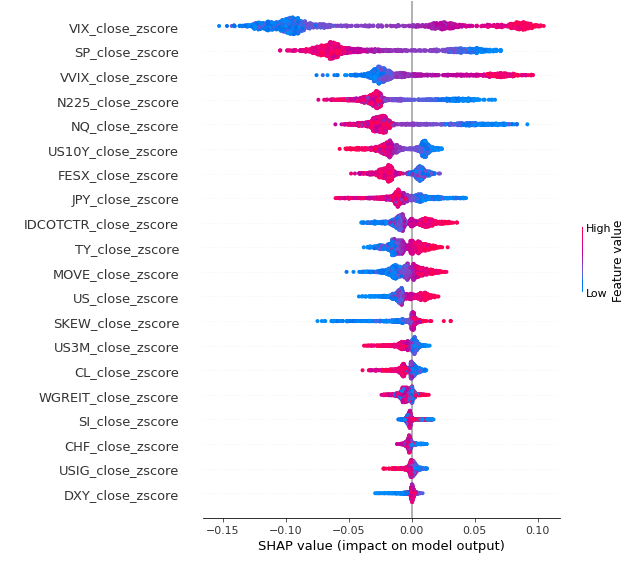 VIX_close_zscore
SP_close_zscore
VVIX_close_zscore
N225_close_zscore
NQ_close_zscore
US10Y_close_zscore
FESX_close_zscore
JPY_close_zscore
IDCOTCTR_close_zscore
TY_close_zscore
MOVE_close_zscore
US_close_zscore
SKEW_close_zscore
US3M_close_zscore
CL_close_zscore
WGREIT_close_zscore
SI_close_zscore
CHF_close_zscore
USIG_close_zscore
DXY_close_zscore
−0.15 −0.10 −0.05 0.00 0.05 0.10
SHAP value (impact on model output)
High
Low
Feature value